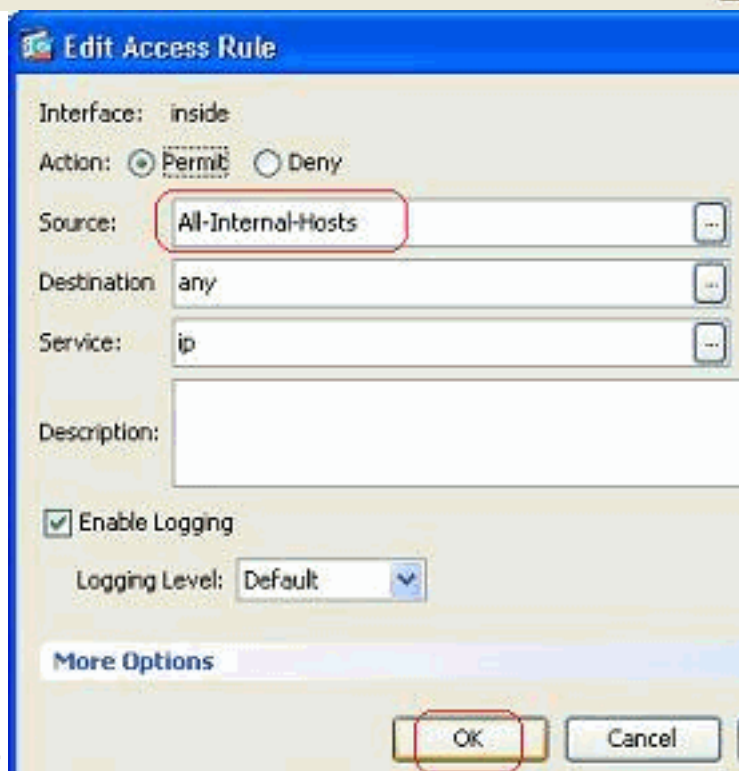 Edit Access Rule
Interface: inside
Action: Permit Deny
Source: All-Internal-Hosts ...
Destination any ...
Service: ip ...
Description:
Enable Logging
Logging Level: Default
More Options
OK Cancel